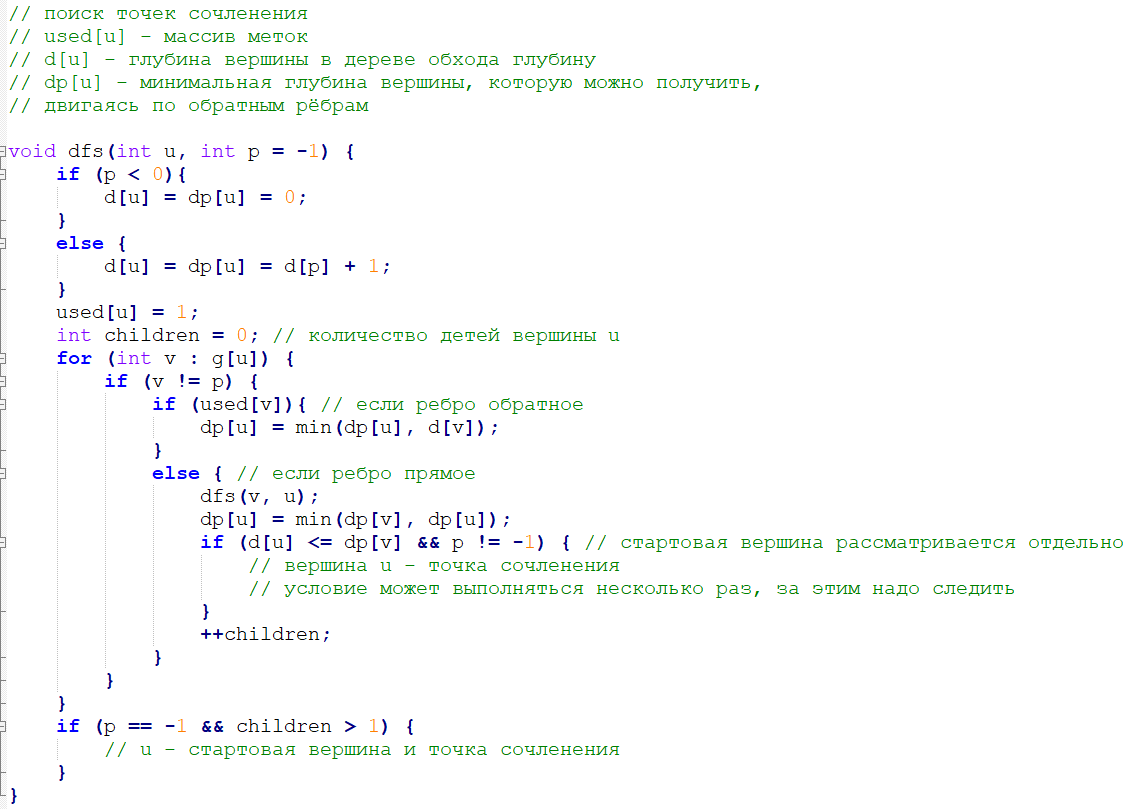 // поиск точек сочленения
// used[u] - массив меток
// d[u] - глубина вершины в дереве обхода глубину
// dp[u] - минимальная глубина вершины, которую можно получить,
// двигаясь по обратным рёбрам

void dfs(int u, int p = -1) {
    if (p < 0){
        d[u] = dp[u] = 0;
    }
    else {
        d[u] = dp[u] = d[p] + 1;
    }
    used[u] = 1;
    int children = 0; // количество детей вершины u
    for (int v : g[u]) {
        if (v != p) {
            if (used[v]){ // если ребро обратное
                dp[u] = min(dp[u], d[v]);
            }
            else { // если ребро прямое
                dfs(v, u);
                dp[u] = min(dp[v], dp[u]);
                if (d[u] <= dp[v] && p != -1) { // стартовая вершина рассматривается отдельно
                    // вершина u - точка сочленения
                    // условие может выполняться несколько раз, за этим надо следить
                }
                ++children;
            }
        }
    }
    if (p == -1 && children > 1) {
        // u - стартовая вершина и точка сочленения
    }
}